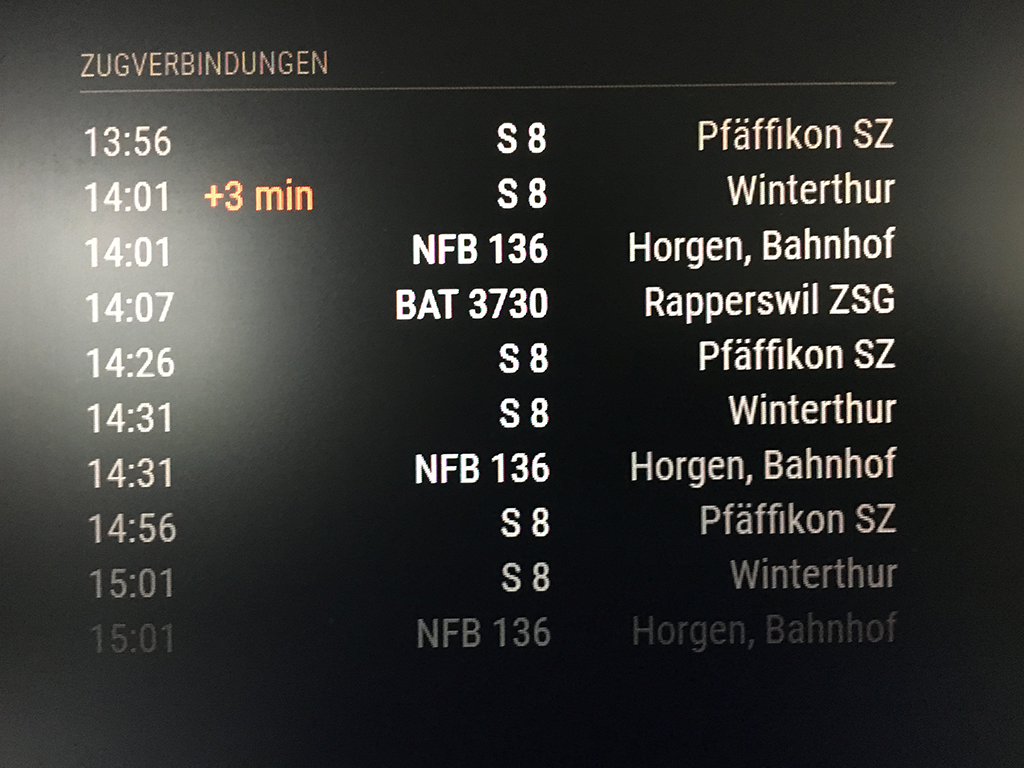 ZUGVERBINDUNGEN
13:56 S 8 Pfäffikon SZ
14:01 +3 min S 8 Winterthur
14:01 NFB 136 Horgen, Bahnhof
14:07 BAT 3730 Rapperswil ZSG
14:26 S 8 Pfäffikon SZ
14:31 S 8 Winterthur
14:31 NFB 136 Horgen, Bahnhof
14:56 S 8 Pfäffikon SZ
15:01 S 8 Winterthur
15:01 NFB 136 Horgen, Bahnhof